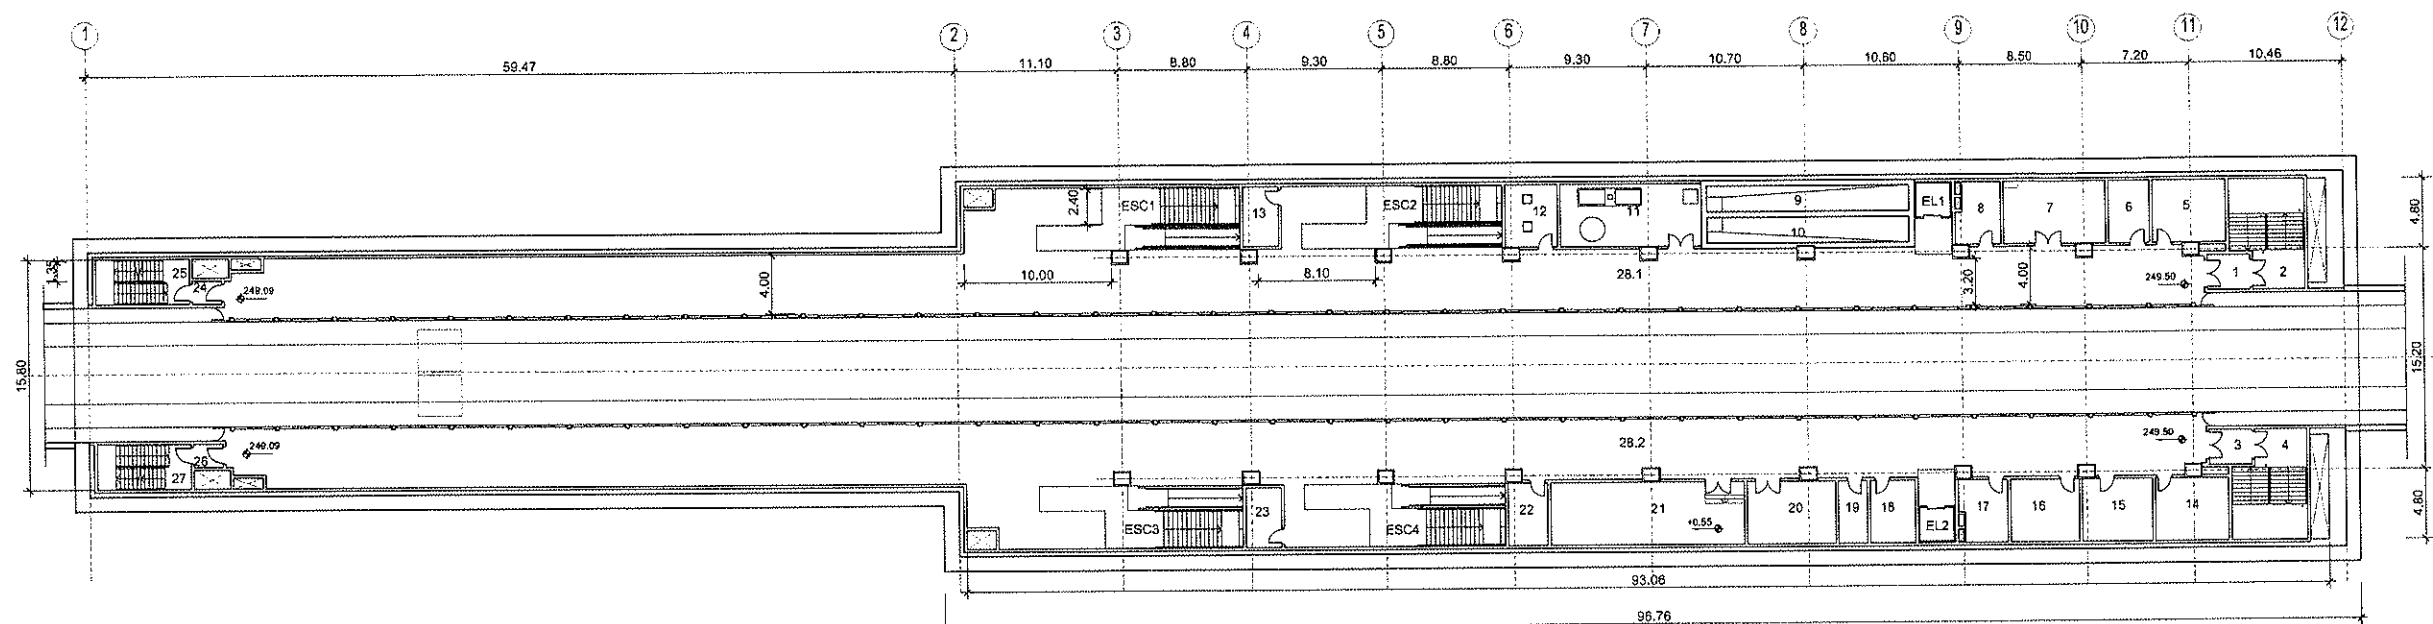 1 2 3 4 5 6 7 8 9 10 11 12
59.47 11.10 8.80 9.30 8.80 9.30 10.70 10.60 8.50 7.20 10.46
2.40 ESC1 13 ESC2 12 11 9 EL1 8 7 6 5 4.80
10
.35 25 24 249.09 4.00 10.00 8.10 28.1 3.20 4.00 249.50 1 2
15.80 15.20
27 26 249.09 28.2 249.50 3 4
ESC3 23 ESC4 22 21 +0.55 20 19 18 EL2 17 16 15 14 4.80
93.06
96.76